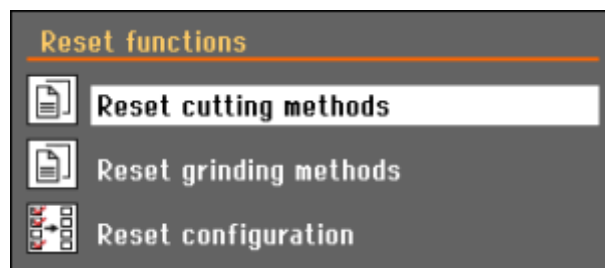 Reset functions
Reset cutting methods
Reset grinding methods
Reset configuration